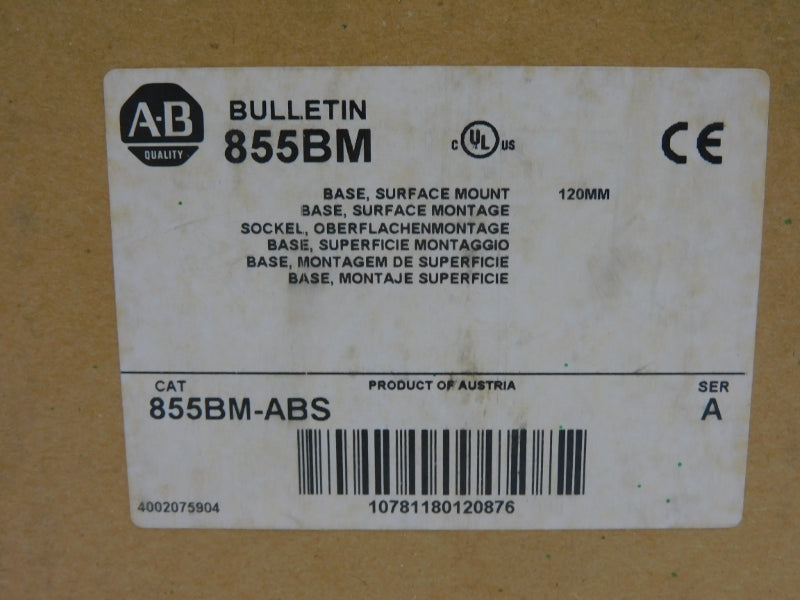 A·B
QUALITY
BULLETIN
855BM
C UL US
CE
BASE, SURFACE MOUNT 120MM
BASE, SURFACE MONTAGE
SOCKEL, OBERFLACHENMONTAGE
BASE, SUPERFICIE MONTAGGIO
BASE, MONTAGEM DE SUPERFICIE
BASE, MONTAJE SUPERFICIE
CAT
855BM-ABS
PRODUCT OF AUSTRIA
SER
A
4002075904
10781180120876